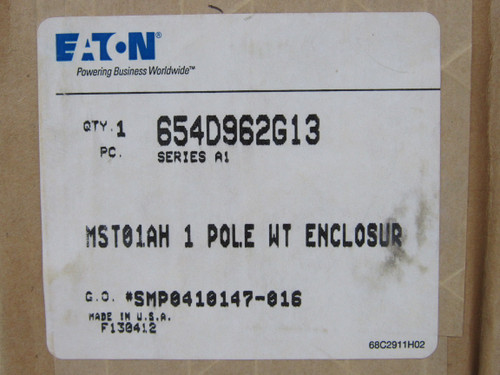 EATON®
Powering Business Worldwide™
QTY. 1 654D962G13
PC. SERIES A1
MST01AH 1 POLE WT ENCLOSUR
G.O. #SMP0410147-016
MADE IN U.S.A.
F130412
68C2911H02